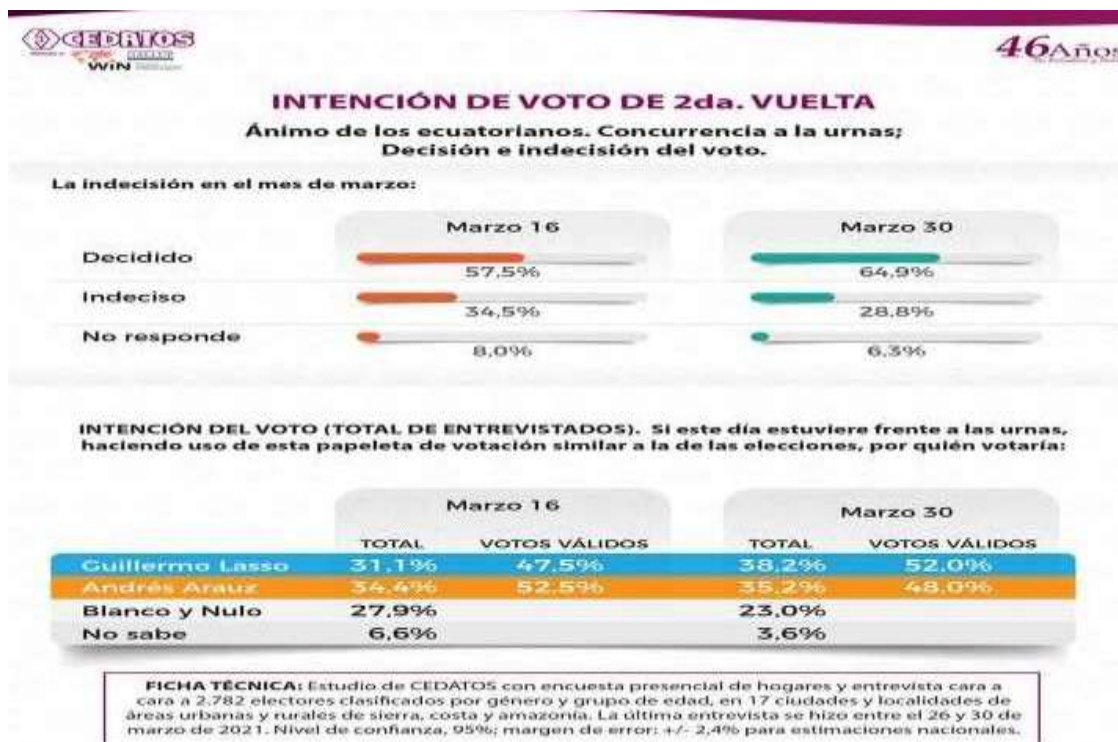 CEDATOS
WIN
46 Años
INTENCIÓN DE VOTO DE 2da. VUELTA
Ánimo de los ecuatorianos. Concurrencia a la urnas;
Decisión e indecisión del voto.
La indecisión en el mes de marzo:
Marzo 16 Marzo 30
Decidido 57,5% 64,9%
Indeciso 34,5% 28,8%
No responde 8,0% 6,3%
INTENCIÓN DEL VOTO (TOTAL DE ENTREVISTADOS). Si este día estuviere frente a las urnas,
haciendo uso de esta papeleta de votación similar a la de las elecciones, por quién votaría:
Marzo 16 Marzo 30
TOTAL VOTOS VÁLIDOS TOTAL VOTOS VÁLIDOS
Guillermo Lasso 31,1% 47,5% 38,2% 52,0%
Andrés Arauz 34,4% 52,5% 35,2% 48,0%
Blanco y Nulo 27,9% 23,0%
No sabe 6,6% 3,6%
FICHA TÉCNICA: Estudio de CEDATOS con encuesta presencial de hogares y entrevista cara a
cara a 2.782 electores clasificados por género y grupo de edad, en 17 ciudades y localidades de
áreas urbanas y rurales de sierra, costa y amazonía. La última entrevista se hizo entre el 26 y 30 de
marzo de 2021. Nivel de confianza, 95%; margen de error: +/- 2,4% para estimaciones nacionales.